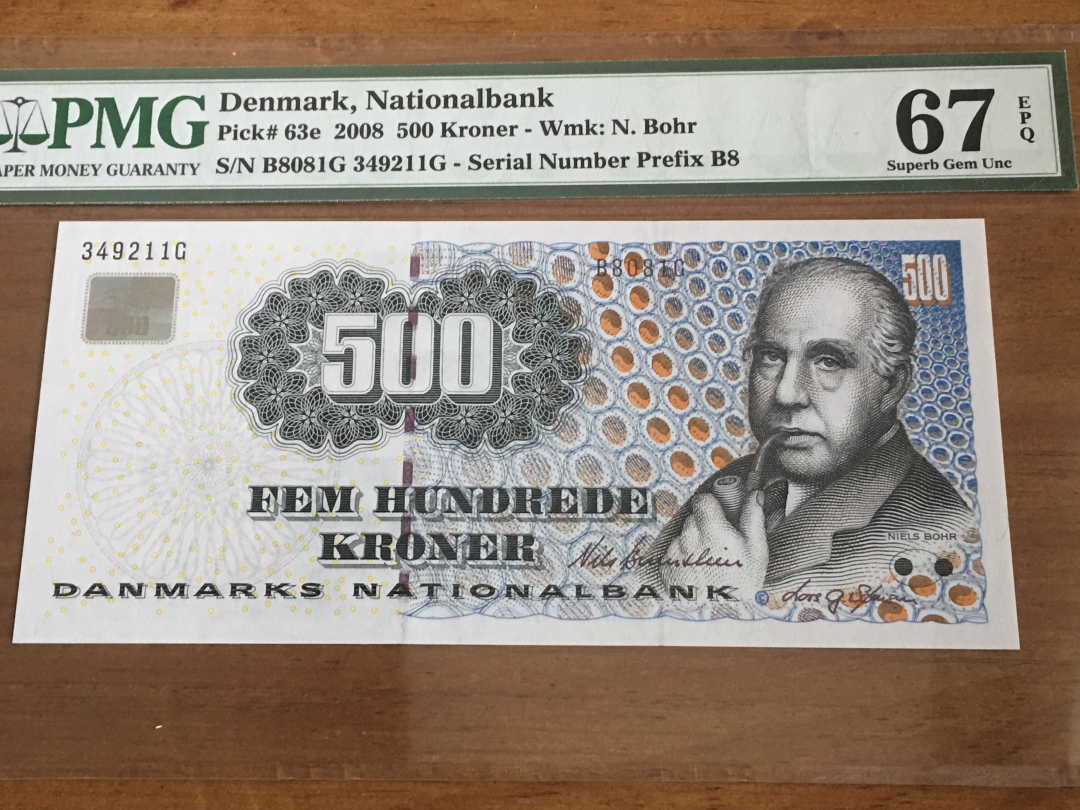 PMG
APER MONEY GUARANTY
Denmark, Nationalbank
Pick# 63e 2008 500 Kroner - Wmk: N. Bohr
S/N B8081G 349211G - Serial Number Prefix B8
67
EPQ
Superb Gem Unc
349211G
B8081G
500
500
FEM HUNDREDE
KRONER
NIELS BOHR
DANMARKS NATIONALBANK